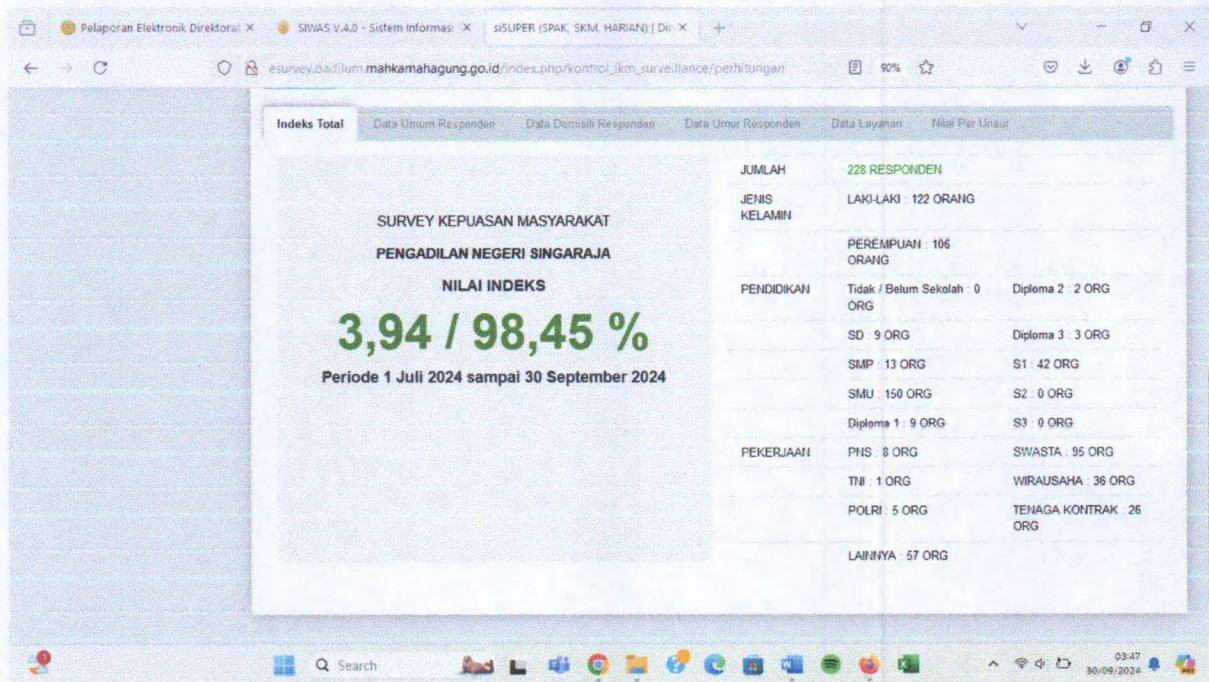 Pelaporan Elektronik Direktorat
SIWAS V.4.0 - Sistem Informasi
siSUPER (SPAK, SKM, HARIAN) | Dir
esurvey.badilum.mahkamahagung.go.id/index.php/kontrol_ikm_surveillance/perhitungan
90%
Indeks Total
Data Umum Responden
Data Domisili Responden
Data Umur Responden
Data Layanan
Nilai Per Unsur
SURVEY KEPUASAN MASYARAKAT
PENGADILAN NEGERI SINGARAJA
NILAI INDEKS
3,94 / 98,45 %
Periode 1 Juli 2024 sampai 30 September 2024
JUMLAH 228 RESPONDEN
JENIS KELAMIN LAKI-LAKI : 122 ORANG
PEREMPUAN : 106 ORANG
PENDIDIKAN Tidak / Belum Sekolah : 0 ORG Diploma 2 : 2 ORG
SD : 9 ORG Diploma 3 : 3 ORG
SMP : 13 ORG S1 : 42 ORG
SMU : 150 ORG S2 : 0 ORG
Diploma 1 : 9 ORG S3 : 0 ORG
PEKERJAAN PNS : 8 ORG SWASTA : 95 ORG
TNI : 1 ORG WIRAUSAHA : 36 ORG
POLRI : 5 ORG TENAGA KONTRAK : 26 ORG
LAINNYA : 57 ORG
Search
03:47
30/09/2024